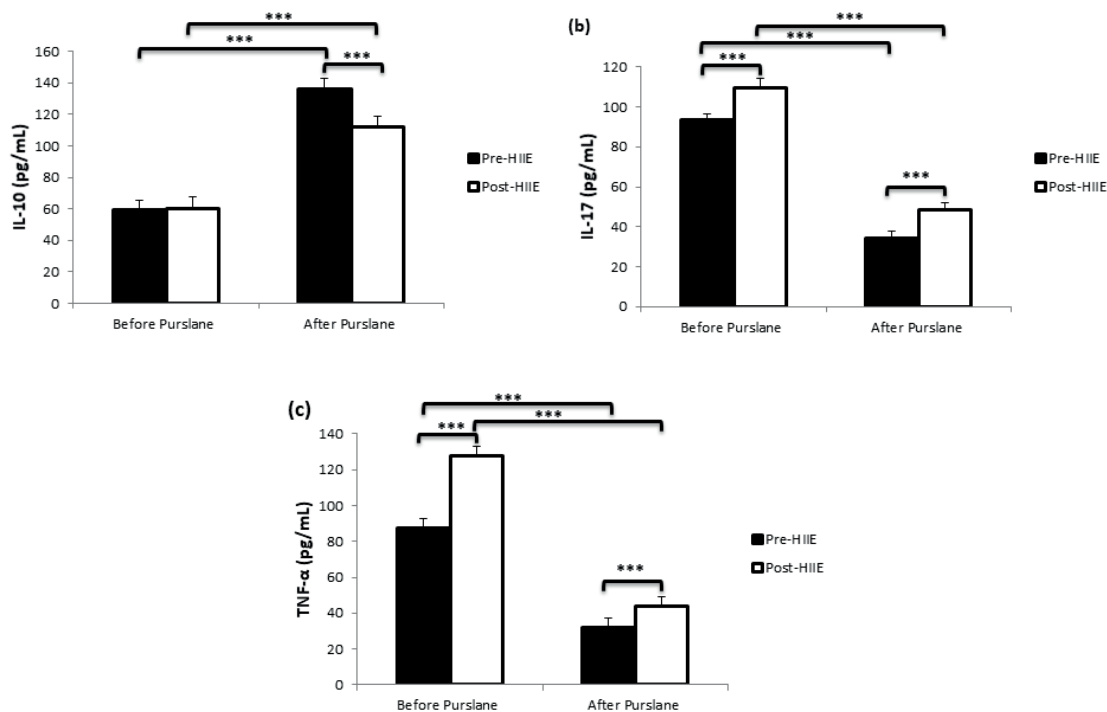 ***
***
***
160
140
120
100
80
60
40
20
0
IL-10 (pg/mL)
Before Purslane
After Purslane
Pre-HIIE
Post-HIIE
(b)
***
***
***
***
120
100
80
60
40
20
0
IL-17 (pg/mL)
Before Purslane
After Purslane
Pre-HIIE
Post-HIIE
(c)
***
***
***
***
140
120
100
80
60
40
20
0
TNF-α (pg/mL)
Before Purslane
After Purslane
Pre-HIIE
Post-HIIE